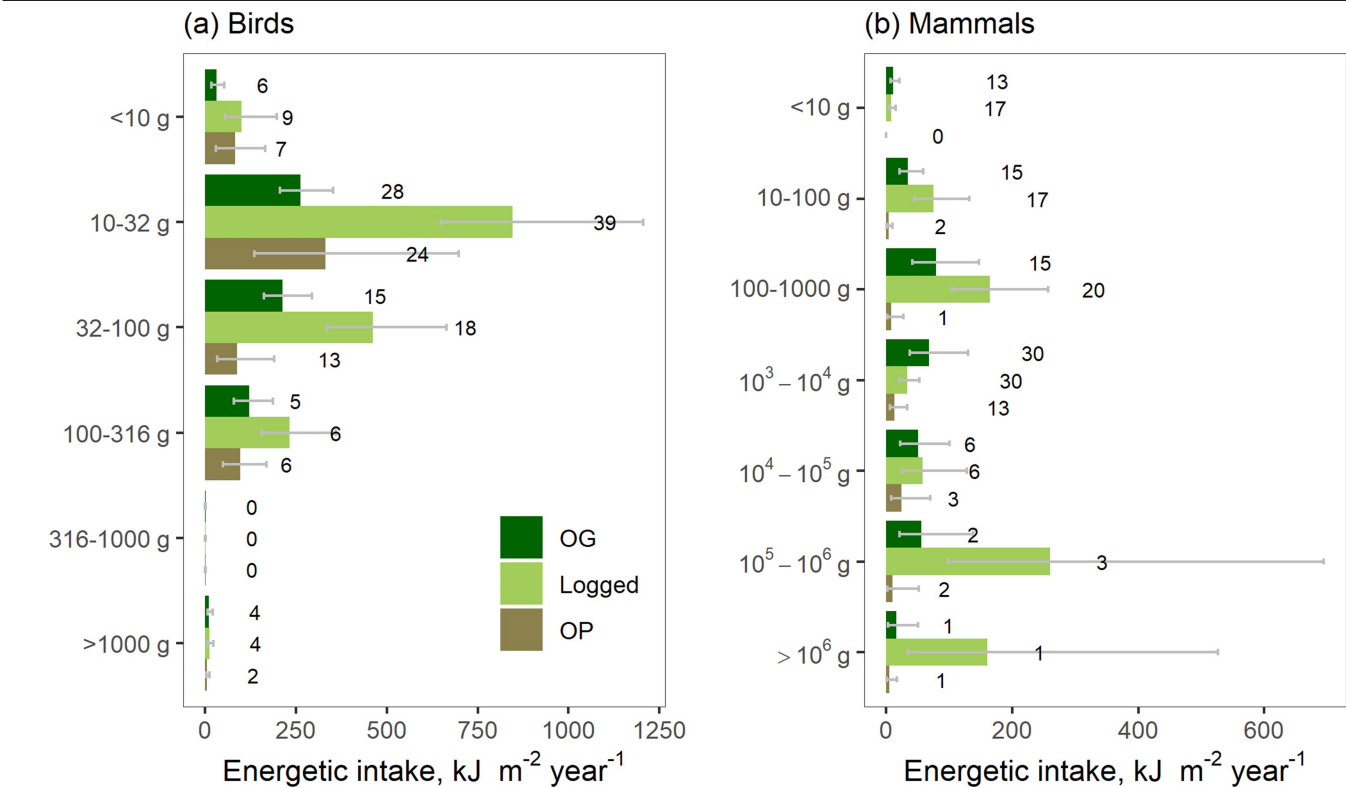 (a) Birds
<10 g
6
9
7
10-32 g
28
39
24
32-100 g
15
18
13
100-316 g
5
6
6
316-1000 g
0
0
0
>1000 g
4
4
2
OG
Logged
OP
0
250
500
750
1000
1250
Energetic intake, kJ m⁻² year⁻¹
(b) Mammals
<10 g
13
17
0
10-100 g
15
17
2
100-1000 g
15
20
1
10³ – 10⁴ g
30
30
13
10⁴ – 10⁵ g
6
6
3
10⁵ – 10⁶ g
2
3
2
> 10⁶ g
1
1
1
0
200
400
600
Energetic intake, kJ m⁻² year⁻¹